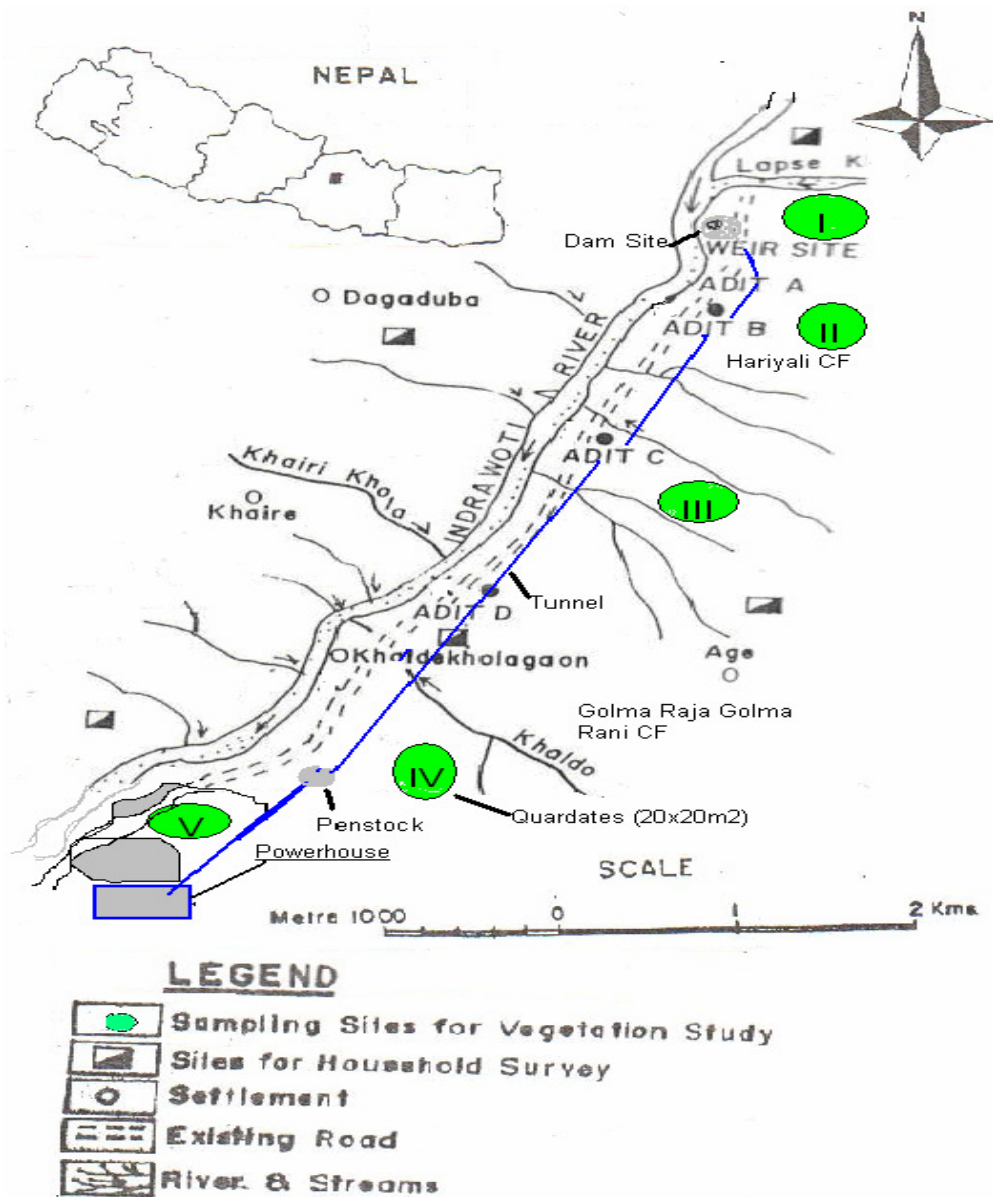 NEPAL
N
Lapse K
I
Dam Site
WEIR SITE
ADIT A
Dagaduba
ADIT B
II
Hariyali CF
INDRAWOTI RIVER
ADIT C
Khairi Khola
III
Khaire
Tunnel
ADIT D
Khaldekholagaon
Age
Golma Raja Golma
Rani CF
Khaldo
IV
V
Penstock
Quardates (20x20m2)
Powerhouse
SCALE
Metre 1000 0 1 2 Kms.
LEGEND
Sampling Sites for Vegetation Study
Sites for Household Survey
Settlement
Existing Road
River & Streams